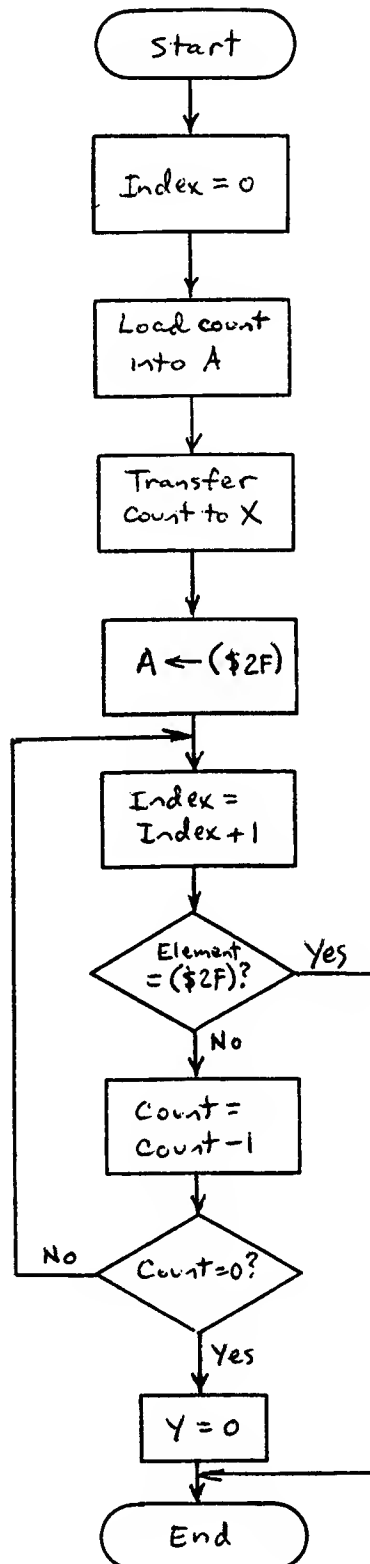 Start
Index = 0
Load count
into A
Transfer
count to X
A ← ($2F)
Index =
Index + 1
Element
= ($2F)?
Yes
No
Count =
Count - 1
No
Count=0?
Yes
Y = 0
End